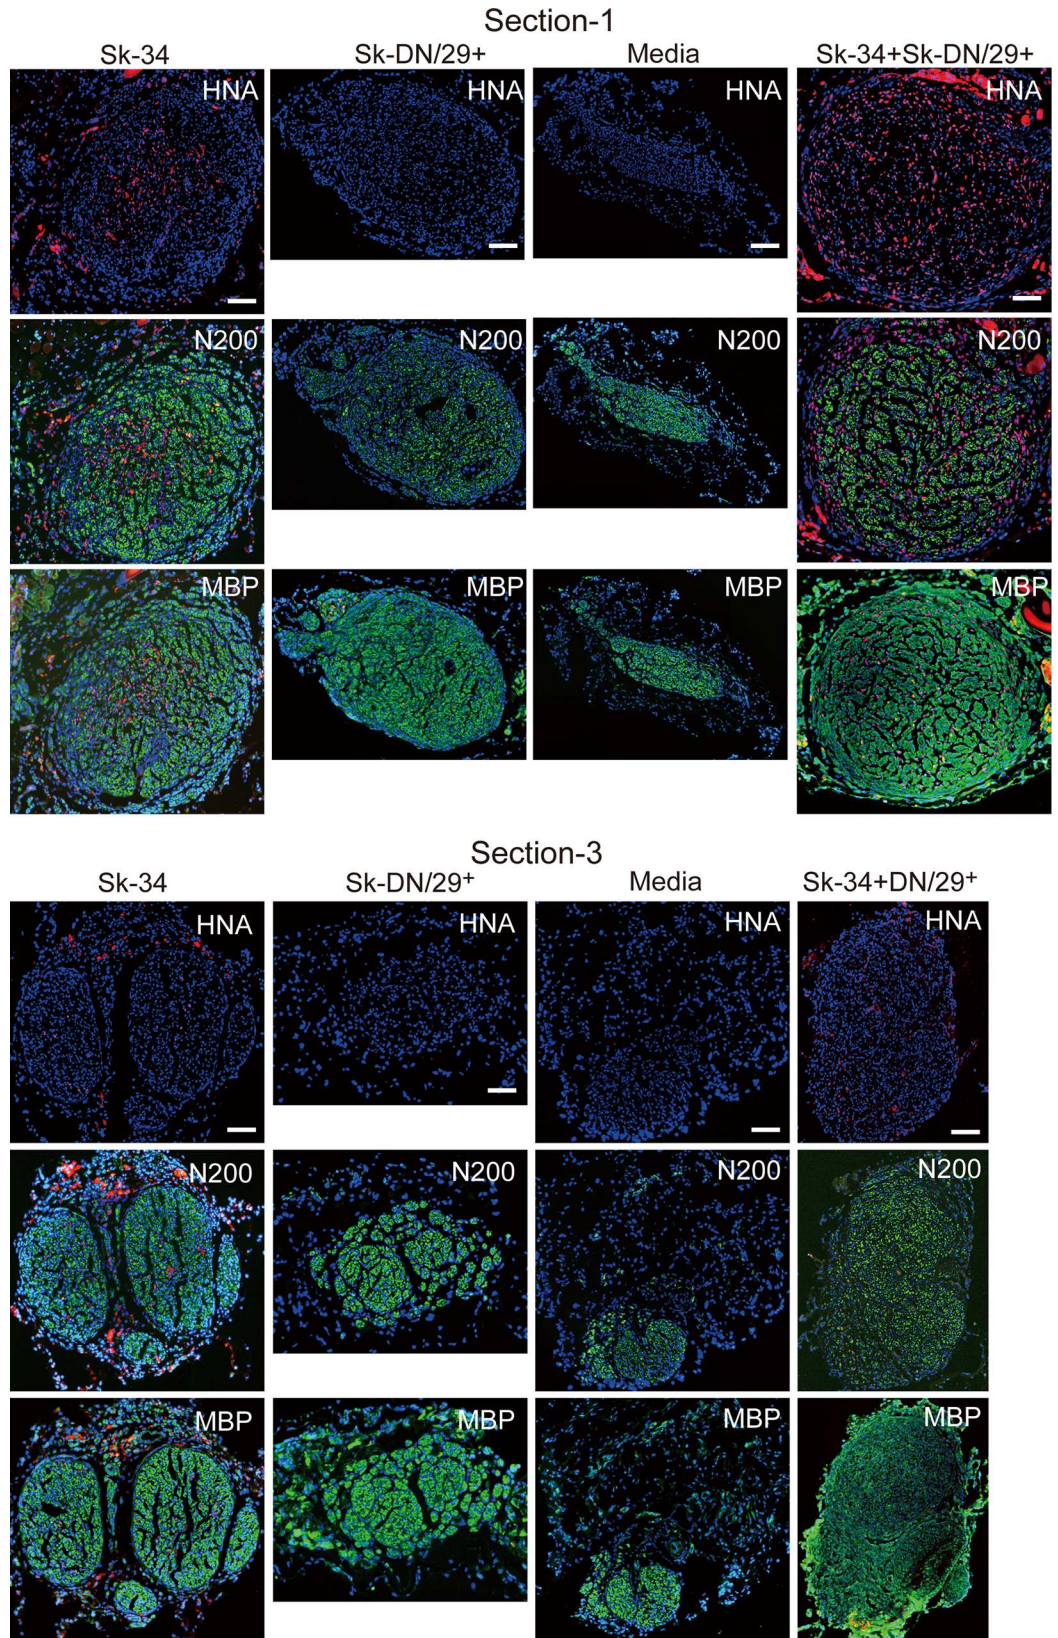 Section-1
Sk-34 Sk-DN/29+ Media Sk-34+Sk-DN/29+
HNA HNA HNA HNA
N200 N200 N200 N200
MBP MBP MBP MBP
Section-3
Sk-34 Sk-DN/29⁺ Media Sk-34+DN/29⁺
HNA HNA HNA HNA
N200 N200 N200 N200
MBP MBP MBP MBP